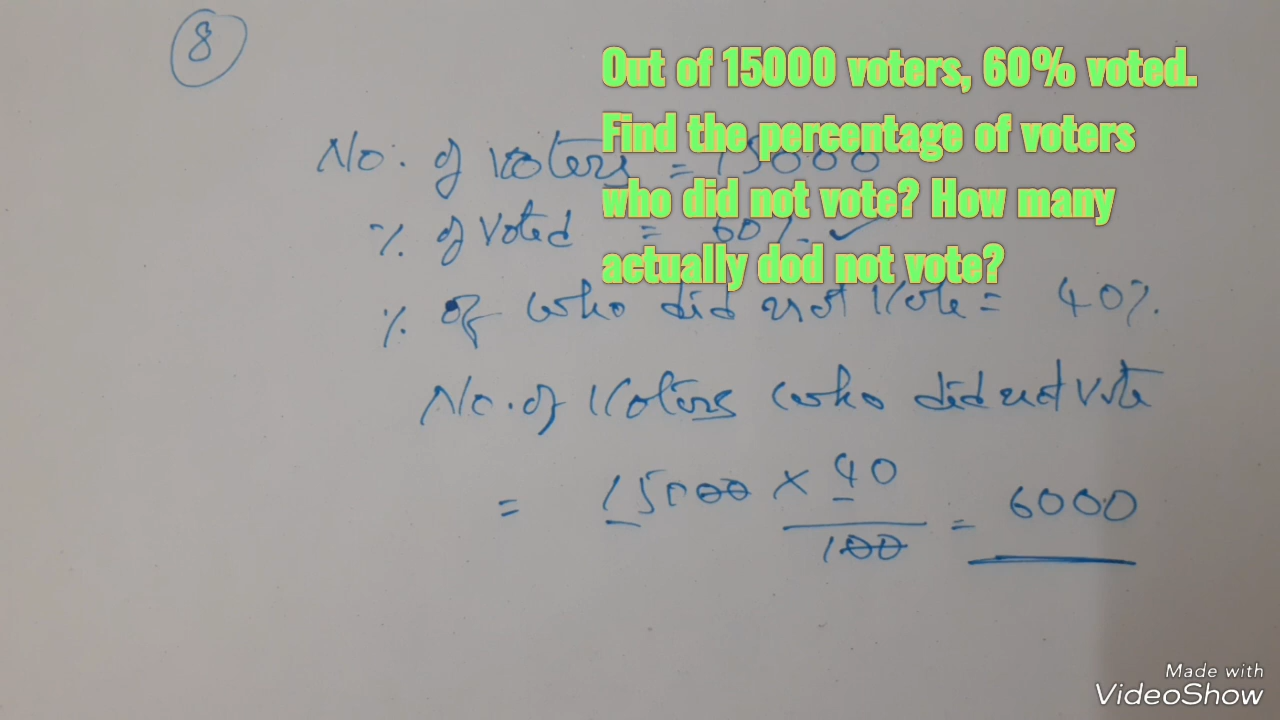 8
Out of 15000 voters, 60% voted.
Find the percentage of voters
who did not vote? How many
actually dod not vote?
No. of voters = 15000
% of voted = 60% ✓
% of who did not vote = 40%.
No. of voters who did not vote
= 15000 × 40 / 100 = 6000
Made with
VideoShow